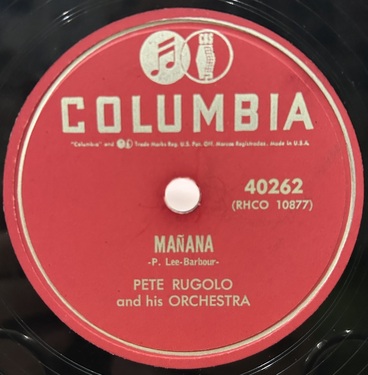 CBS
COLUMBIA
"Columbia" and Trade Marks Reg. U.S. Pat. Off. Marcas Registradas. Made in U.S.A.
40262
(RHCO 10877)
MAÑANA
-P. Lee-Barbour-
PETE RUGOLO
and his ORCHESTRA